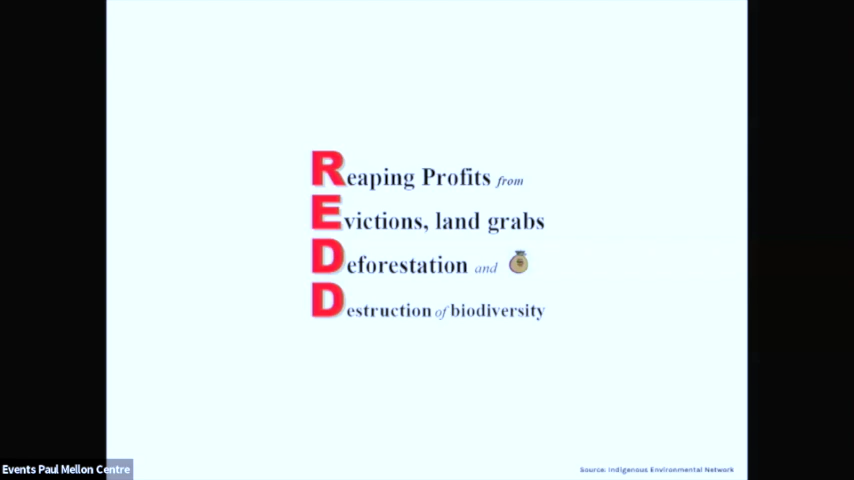 Reaping Profits from
Evictions, land grabs
Deforestation and
Destruction of biodiversity
Events Paul Mellon Centre
Source: Indigenous Environmental Network